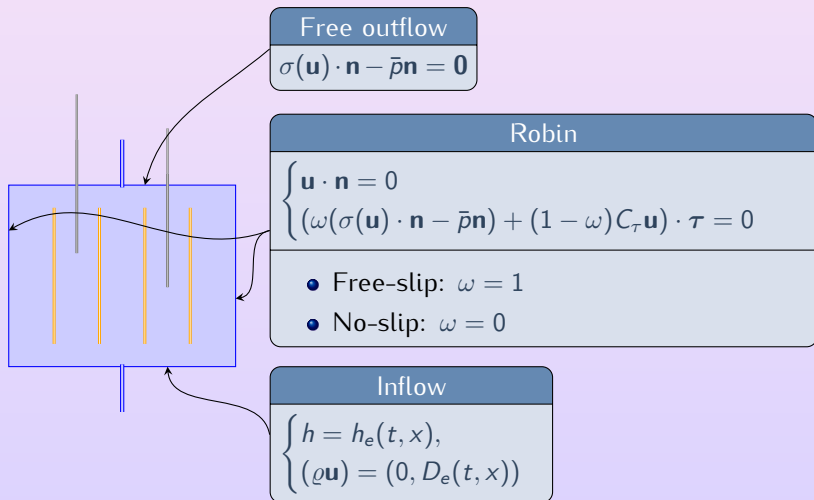 Free outflow
σ(𝐮) · 𝐧 − p̄𝐧 = 𝟎
Robin
𝐮 · 𝐧 = 0
(ω(σ(𝐮) · 𝐧 − p̄𝐧) + (1 − ω)C_τ𝐮) · 𝝉 = 0
Free-slip: ω = 1
No-slip: ω = 0
Inflow
h = h_e(t, x),
(ϱ𝐮) = (0, D_e(t, x))